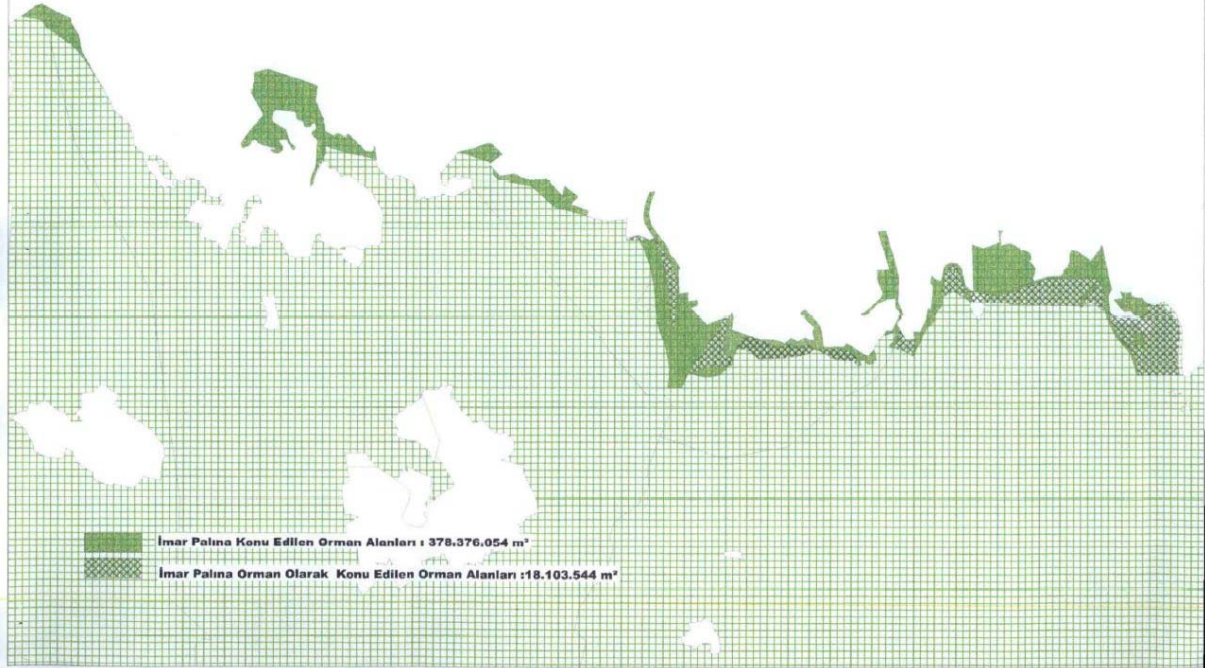 İmar Palına Konu Edilen Orman Alanları : 378.376.054 m²
İmar Palına Orman Olarak Konu Edilen Orman Alanları :18.103.544 m²